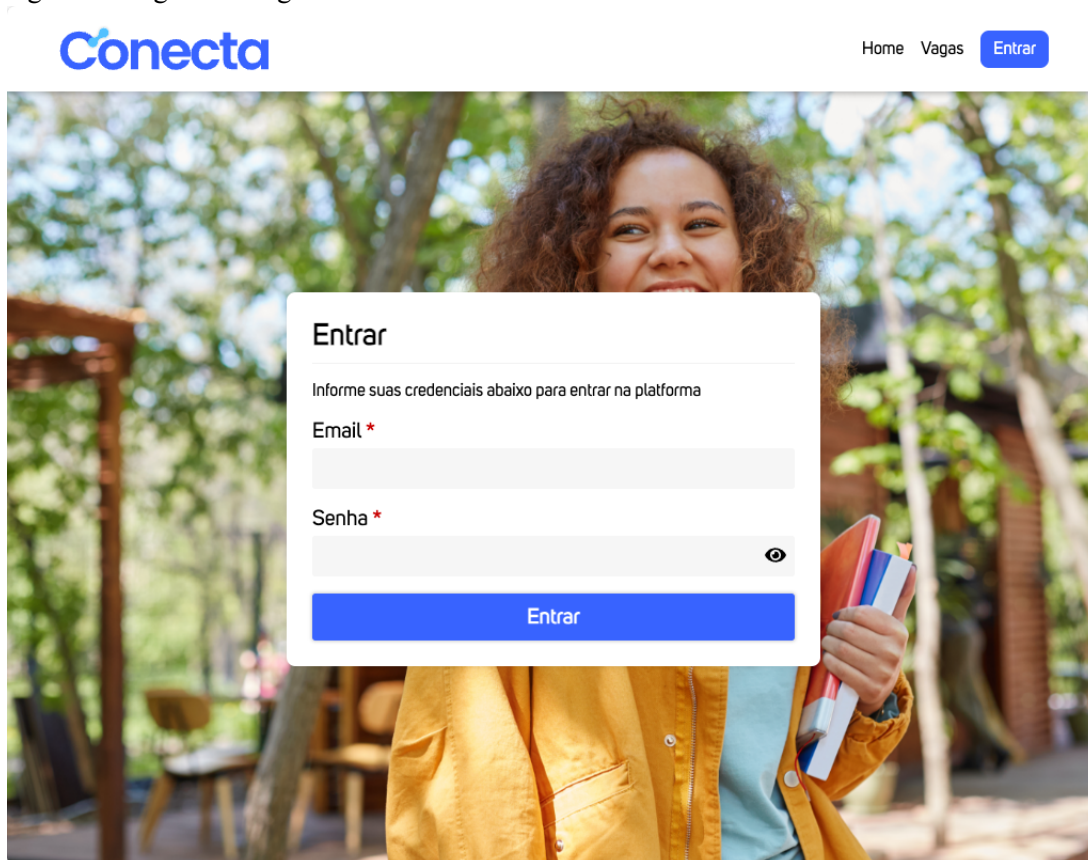 Conecta
Home Vagas Entrar
Entrar
Informe suas credenciais abaixo para entrar na platforma
Email *
Senha *
Entrar